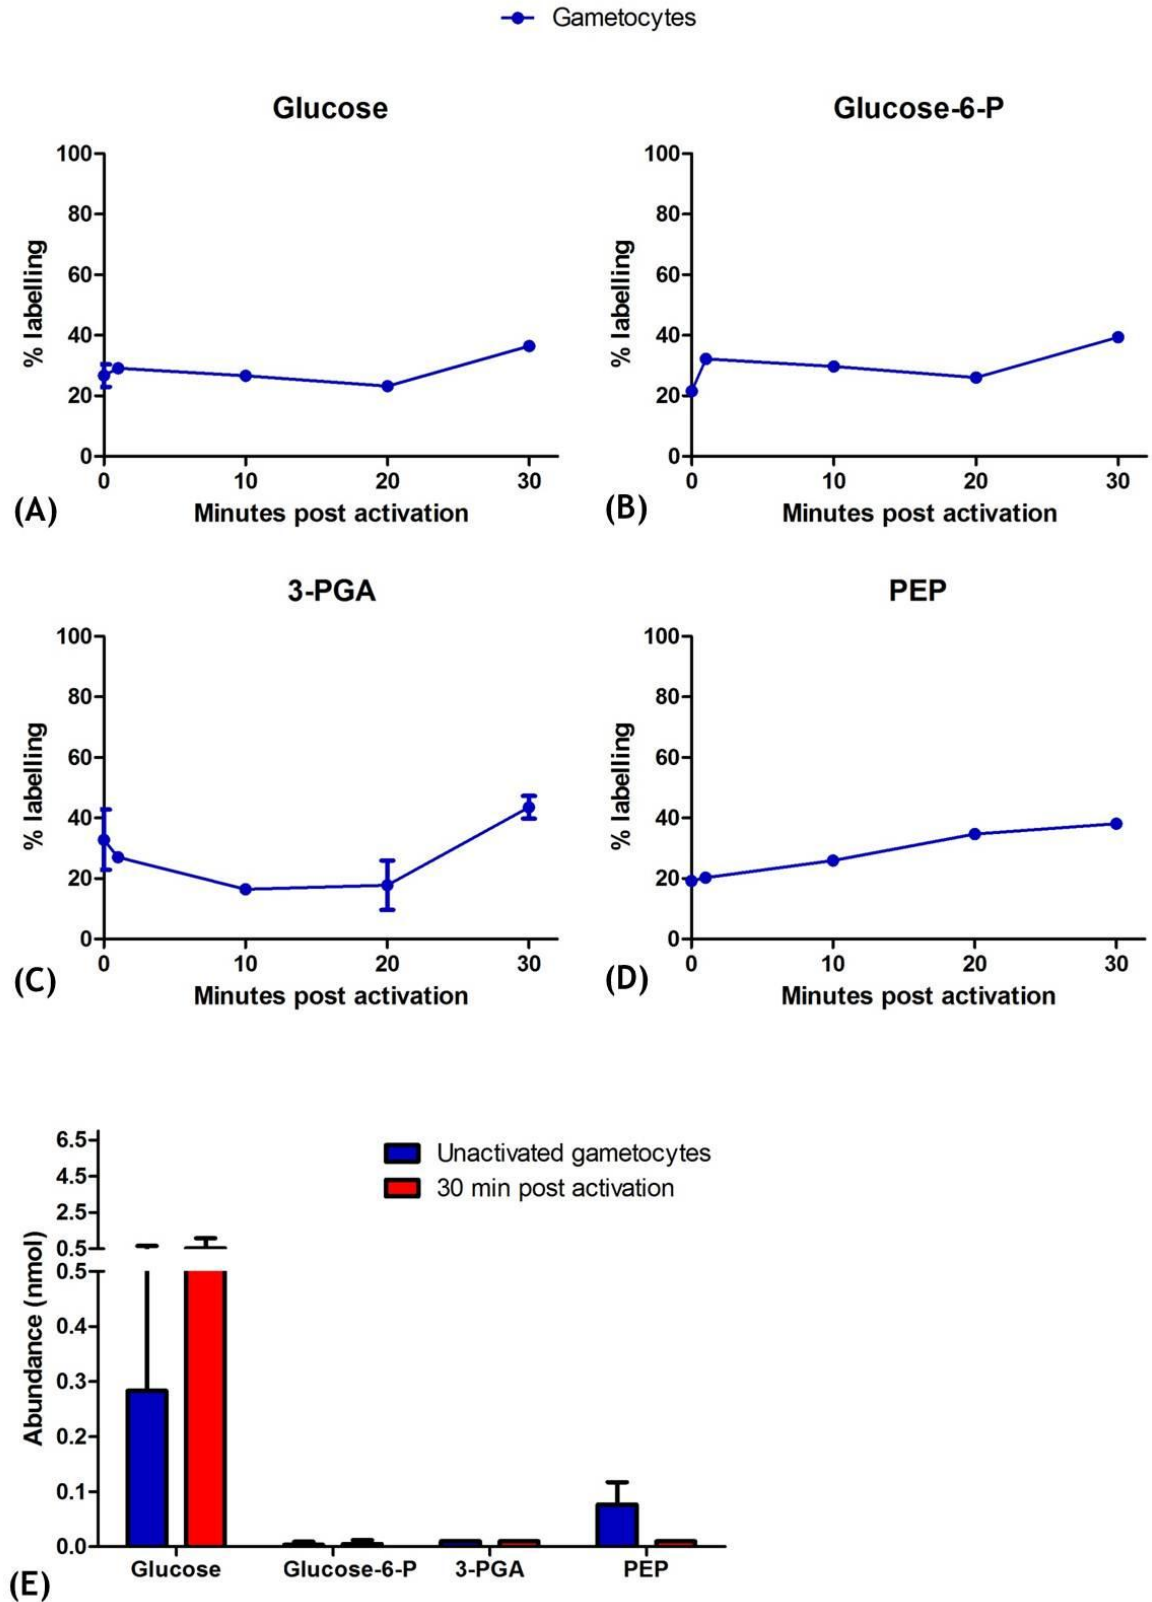 Gametocytes
Glucose
Glucose-6-P
100
80
60
40
20
0
% labelling
0 10 20 30
Minutes post activation
(A)
100
80
60
40
20
0
% labelling
0 10 20 30
Minutes post activation
(B)
3-PGA
PEP
100
80
60
40
20
0
% labelling
0 10 20 30
Minutes post activation
(C)
100
80
60
40
20
0
% labelling
0 10 20 30
Minutes post activation
(D)
6.5
4.5
2.5
0.5
0.5
0.4
0.3
0.2
0.1
0.0
Abundance (nmol)
Unactivated gametocytes
30 min post activation
Glucose Glucose-6-P 3-PGA PEP
(E)